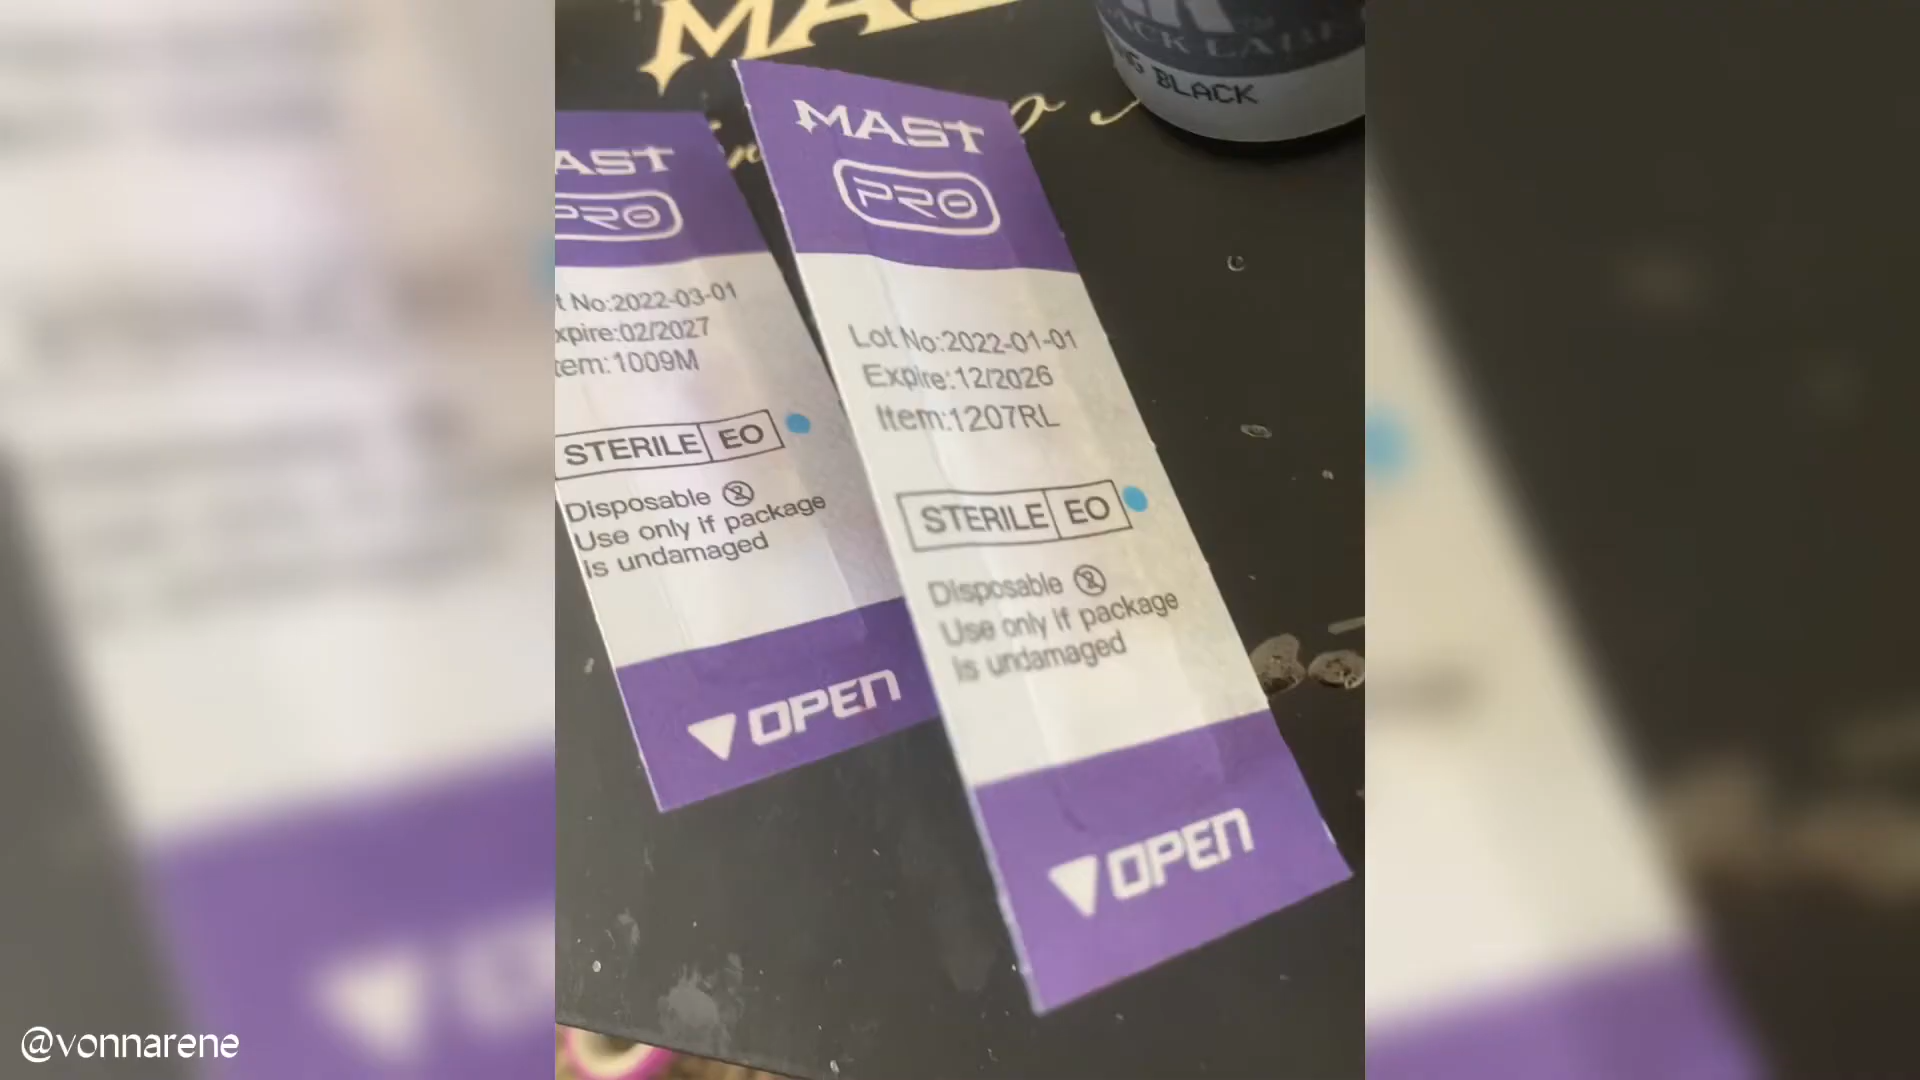 MAST
BLACK
AST
PRO
t No:2022-03-01
xpire:02/2027
tem:1009M
STERILE EO
Disposable
Use only if package
is undamaged
OPEN
MAST
PRO
Lot No:2022-01-01
Expire:12/2026
Item:1207RL
STERILE EO
Disposable
Use only if package
is undamaged
OPEN
@vonnarene